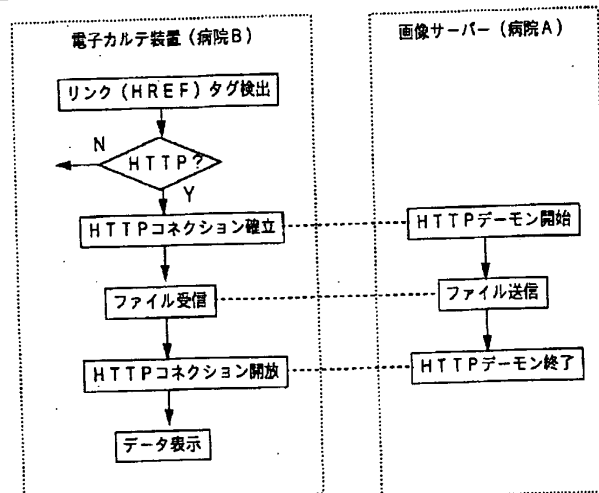 電子カルテ装置（病院B）
リンク（HREF）タグ検出
N
HTTP?
Y
HTTPコネクション確立
ファイル受信
HTTPコネクション開放
データ表示
画像サーバー（病院A）
HTTPデーモン開始
ファイル送信
HTTPデーモン終了